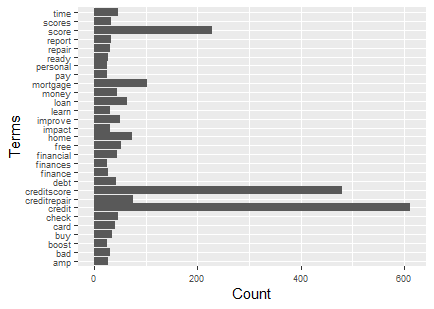 time
scores
score
report
repair
ready
personal
pay
mortgage
money
loan
learn
improve
impact
home
free
financial
finances
finance
debt
creditscore
creditrepair
credit
check
card
buy
boost
bad
amp
Terms
0 200 400 600
Count